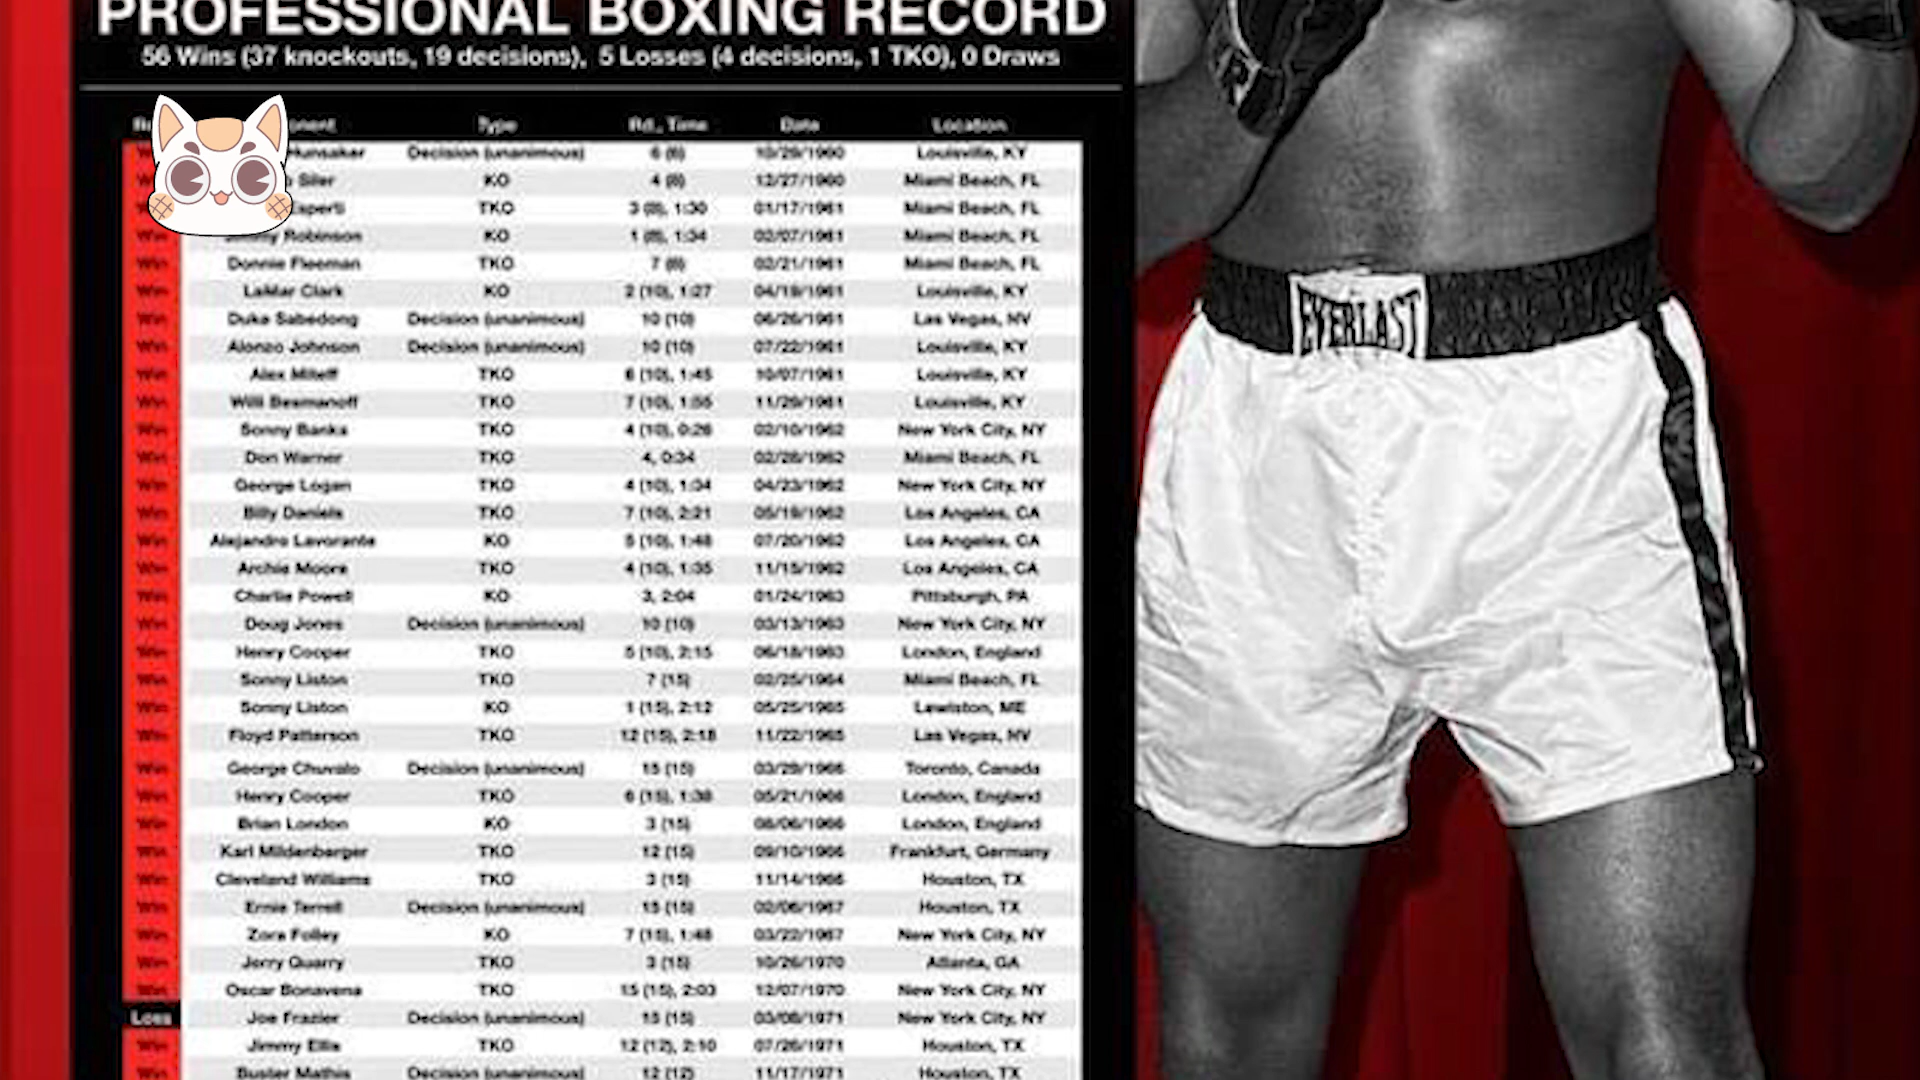 PROFESSIONAL BOXING RECORD
56 Wins (37 knockouts, 19 decisions), 5 Losses (4 decisions, 1 TKO), 0 Draws
Type Rd., Time Date Location
Hunsaker Decision (unanimous) 6 (6) 10/29/1960 Louisville, KY
Siler KO 4 (8) 12/27/1960 Miami Beach, FL
Esperti TKO 3 (8), 1:30 01/17/1961 Miami Beach, FL
Win Jimmy Robinson KO 1 (8), 1:34 02/07/1961 Miami Beach, FL
Win Donnie Fleeman TKO 7 (8) 02/21/1961 Miami Beach, FL
Win LaMar Clark KO 2 (10), 1:27 04/19/1961 Louisville, KY
Win Duke Sabedong Decision (unanimous) 10 (10) 06/26/1961 Las Vegas, NV
Win Alonzo Johnson Decision (unanimous) 10 (10) 07/22/1961 Louisville, KY
Win Alex Miteff TKO 6 (10), 1:45 10/07/1961 Louisville, KY
Win Willi Besmanoff TKO 7 (10), 1:55 11/29/1961 Louisville, KY
Win Sonny Banks TKO 4 (10), 0:26 02/10/1962 New York City, NY
Win Don Warner TKO 4, 0:34 02/28/1962 Miami Beach, FL
Win George Logan TKO 4 (10), 1:34 04/23/1962 New York City, NY
Win Billy Daniels TKO 7 (10), 2:21 05/19/1962 Los Angeles, CA
Win Alejandro Lavorante KO 5 (10), 1:48 07/20/1962 Los Angeles, CA
Win Archie Moore TKO 4 (10), 1:35 11/15/1962 Los Angeles, CA
Win Charlie Powell KO 3, 2:04 01/24/1963 Pittsburgh, PA
Win Doug Jones Decision (unanimous) 10 (10) 03/13/1963 New York City, NY
Win Henry Cooper TKO 5 (10), 2:15 06/18/1963 London, England
Win Sonny Liston TKO 7 (15) 02/25/1964 Miami Beach, FL
Win Sonny Liston KO 1 (15), 2:12 05/25/1965 Lewiston, ME
Win Floyd Patterson TKO 12 (15), 2:18 11/22/1965 Las Vegas, NV
Win George Chuvalo Decision (unanimous) 15 (15) 03/29/1966 Toronto, Canada
Win Henry Cooper TKO 6 (15), 1:38 05/21/1966 London, England
Win Brian London KO 3 (15) 08/06/1966 London, England
Win Karl Mildenberger TKO 12 (15) 09/10/1966 Frankfurt, Germany
Win Cleveland Williams TKO 3 (15) 11/14/1966 Houston, TX
Win Ernie Terrell Decision (unanimous) 15 (15) 02/06/1967 Houston, TX
Win Zora Folley KO 7 (15), 1:48 03/22/1967 New York City, NY
Win Jerry Quarry TKO 3 (15) 10/26/1970 Atlanta, GA
Win Oscar Bonavena TKO 15 (15), 2:03 12/07/1970 New York City, NY
Loss Joe Frazier Decision (unanimous) 15 (15) 03/08/1971 New York City, NY
Win Jimmy Ellis TKO 12 (12), 2:10 07/26/1971 Houston, TX
Win Buster Mathis Decision (unanimous) 12 (12) 11/17/1971 Houston, TX
EVERLAST